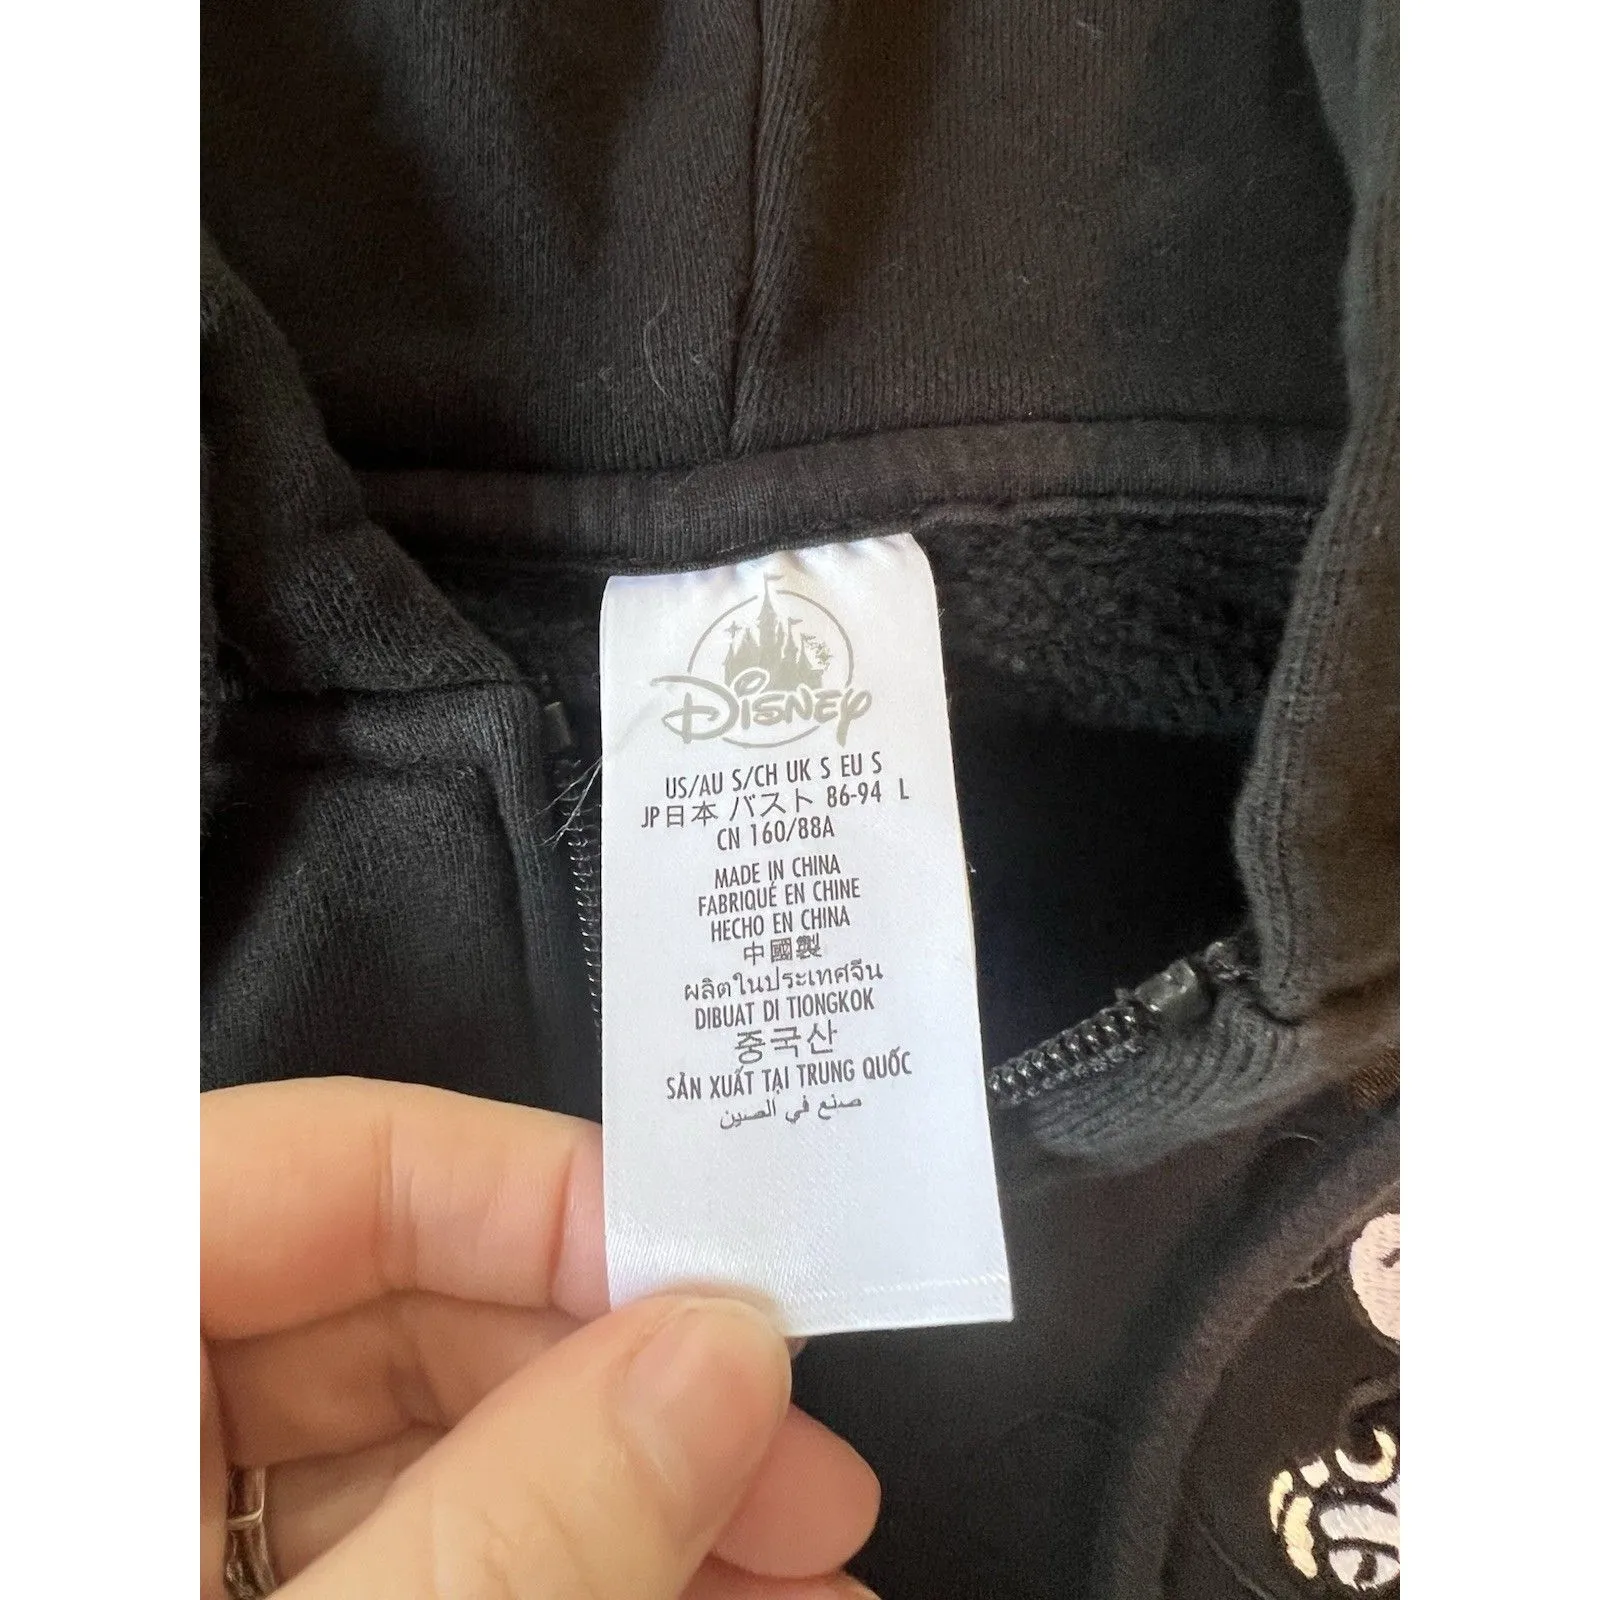 Disney
US/AU S/CH UK S EU S
JP日本 バスト 86-94 L
CN 160/88A
MADE IN CHINA
FABRIQUÉ EN CHINE
HECHO EN CHINA
中國製
ผลิตในประเทศจีน
DIBUAT DI TIONGKOK
중국산
SẢN XUẤT TẠI TRUNG QUỐC
صنع في الصين